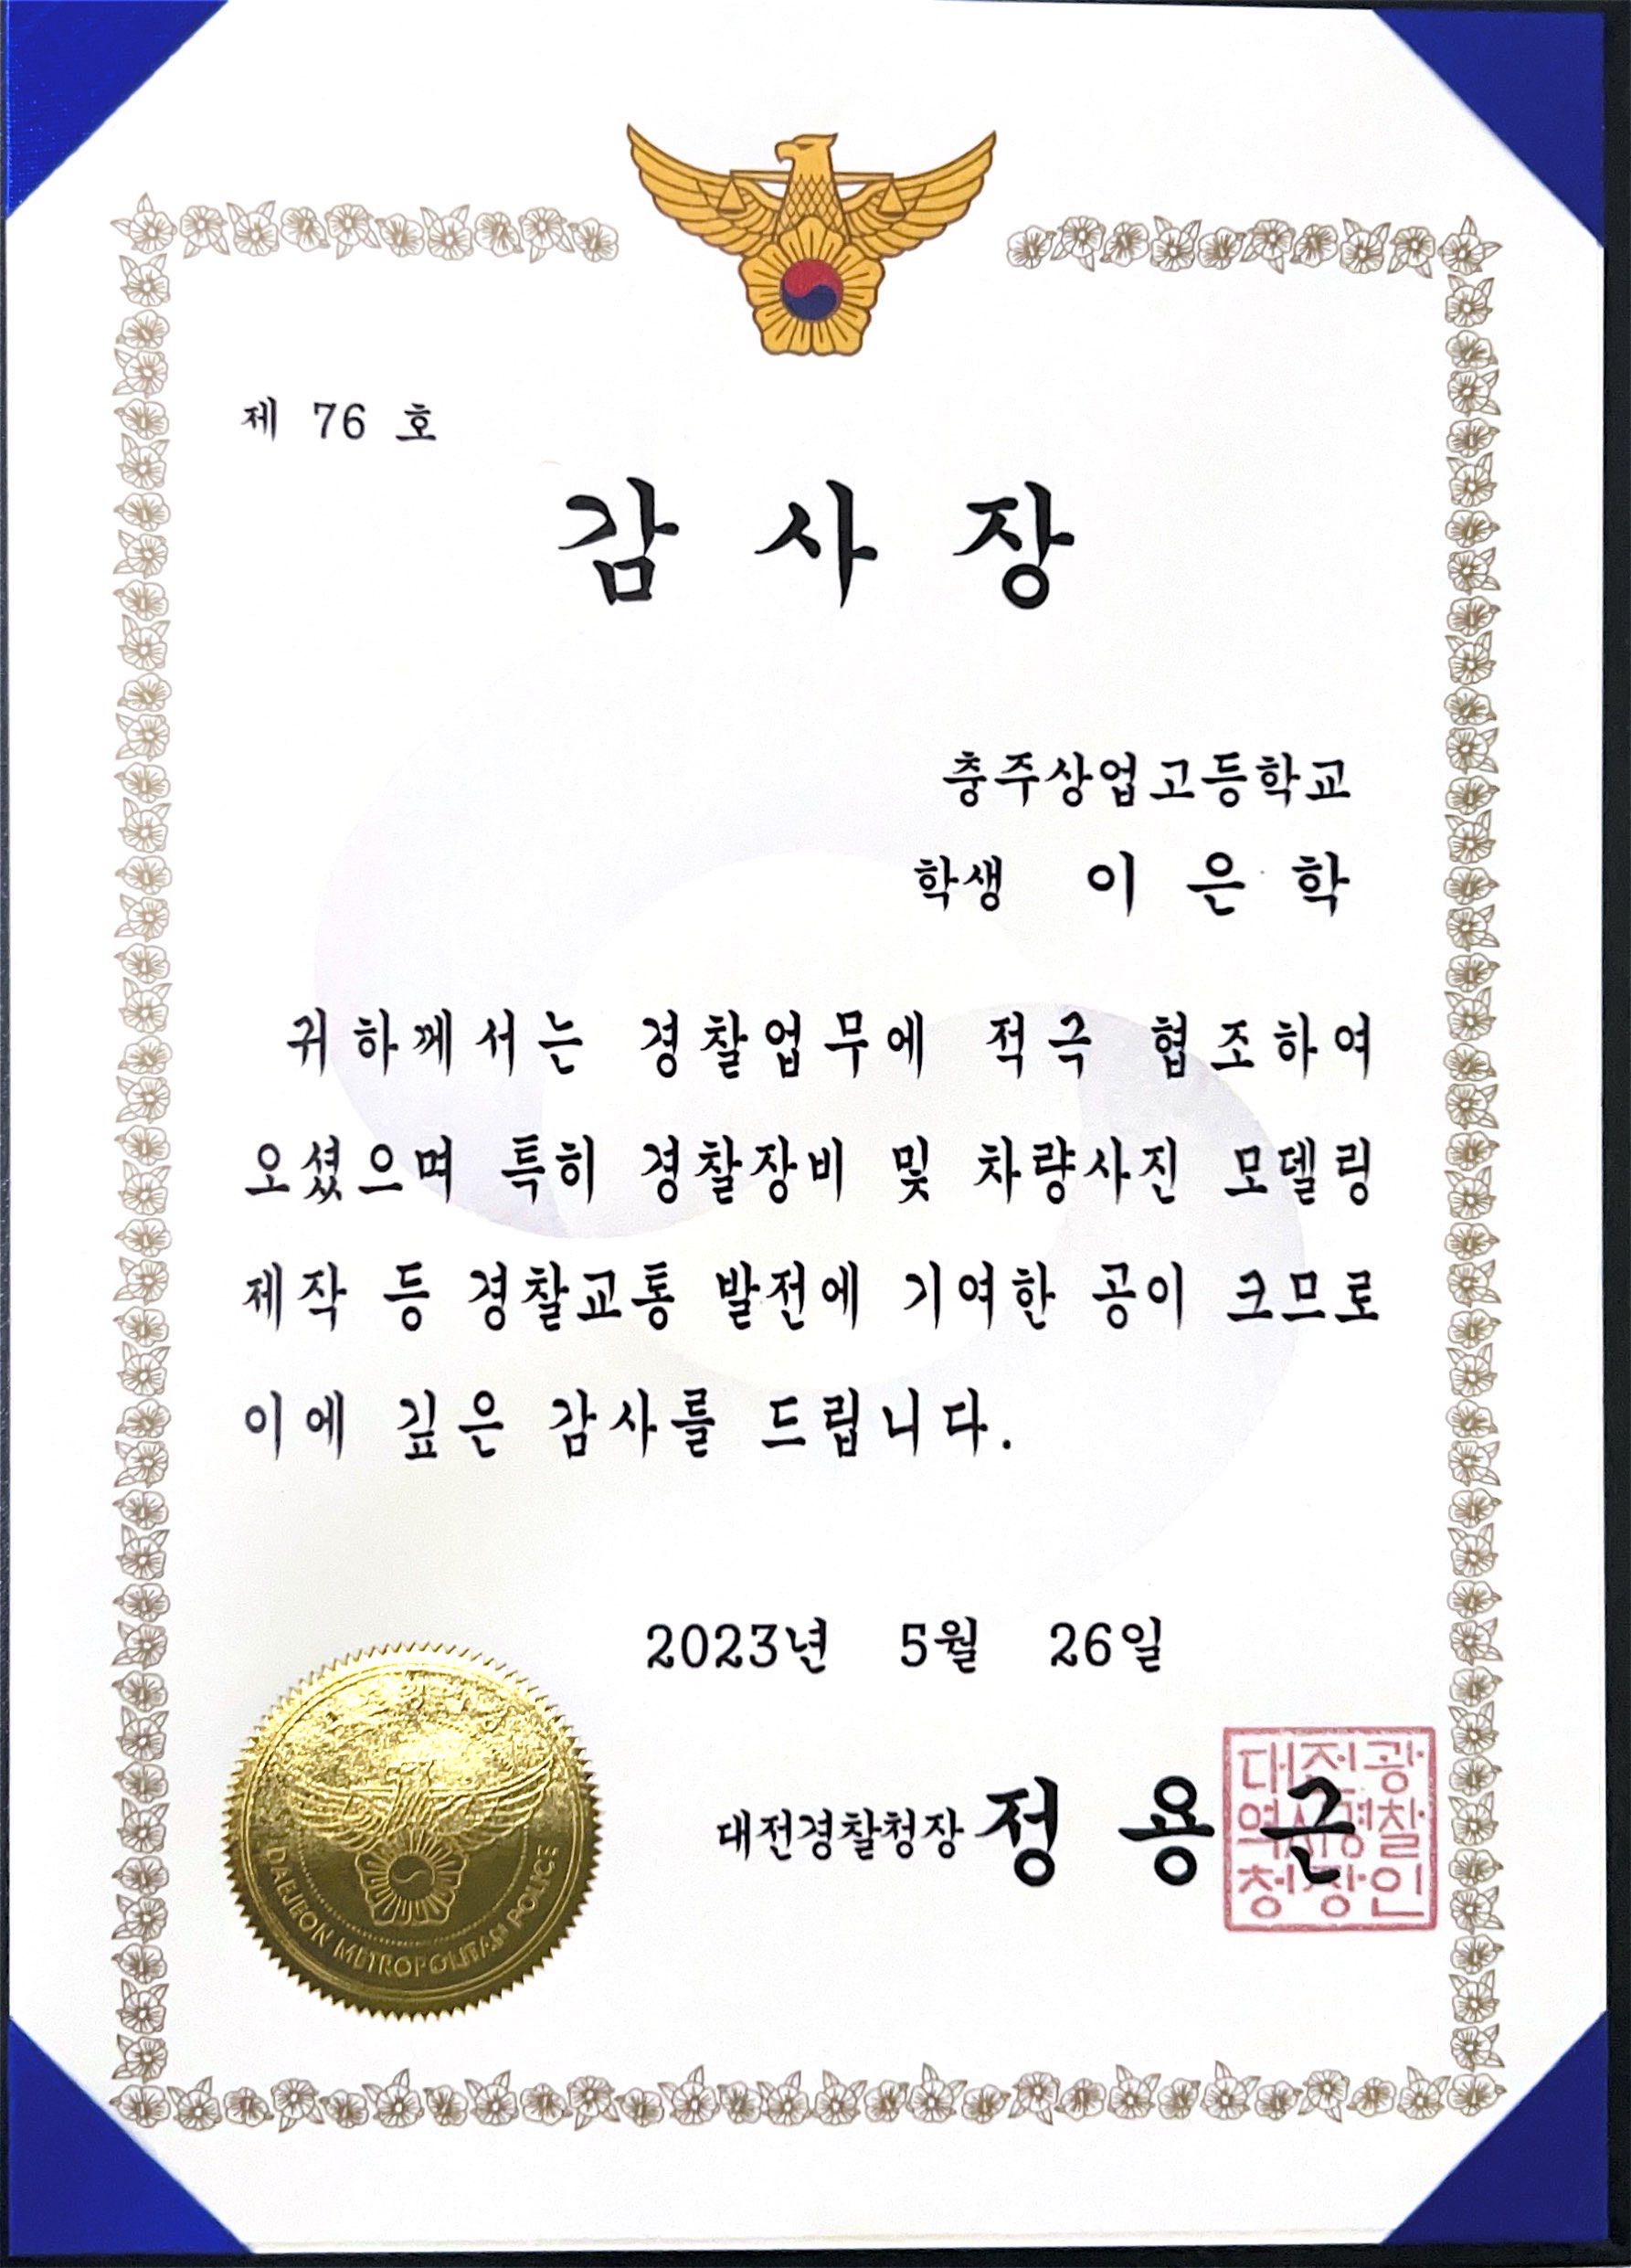 제 76 호
감 사 장
충주상업고등학교
학생 이 은 학
귀하께서는 경찰업무에 적극 협조하여
오셨으며 특히 경찰장비 및 차량사진 모델링
제작 등 경찰교통 발전에 기여한 공이 크므로
이에 깊은 감사를 드립니다.
2023년 5월 26일
대전경찰청장 정 용 근
대전광
역시경찰
청장인
DAEJEON METROPOLITAN POLICE